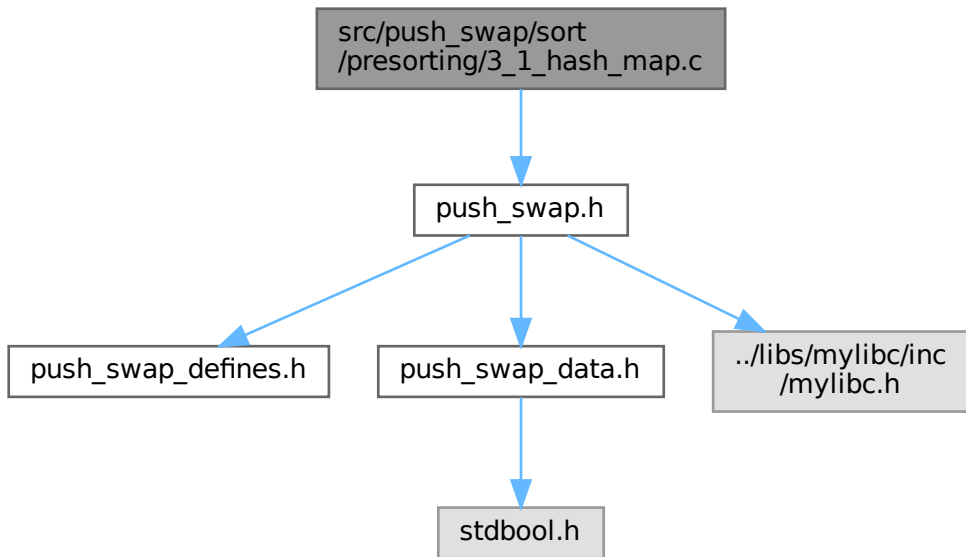 src/push_swap/sort
/presorting/3_1_hash_map.c
push_swap.h
push_swap_defines.h
push_swap_data.h
../libs/mylibc/inc
/mylibc.h
stdbool.h